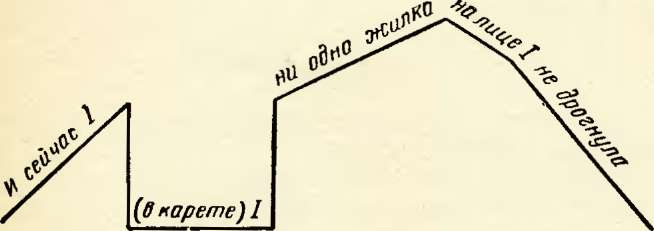 И сейчас I
(в карете) I
ни одна жилка
на лице I не дрогнула